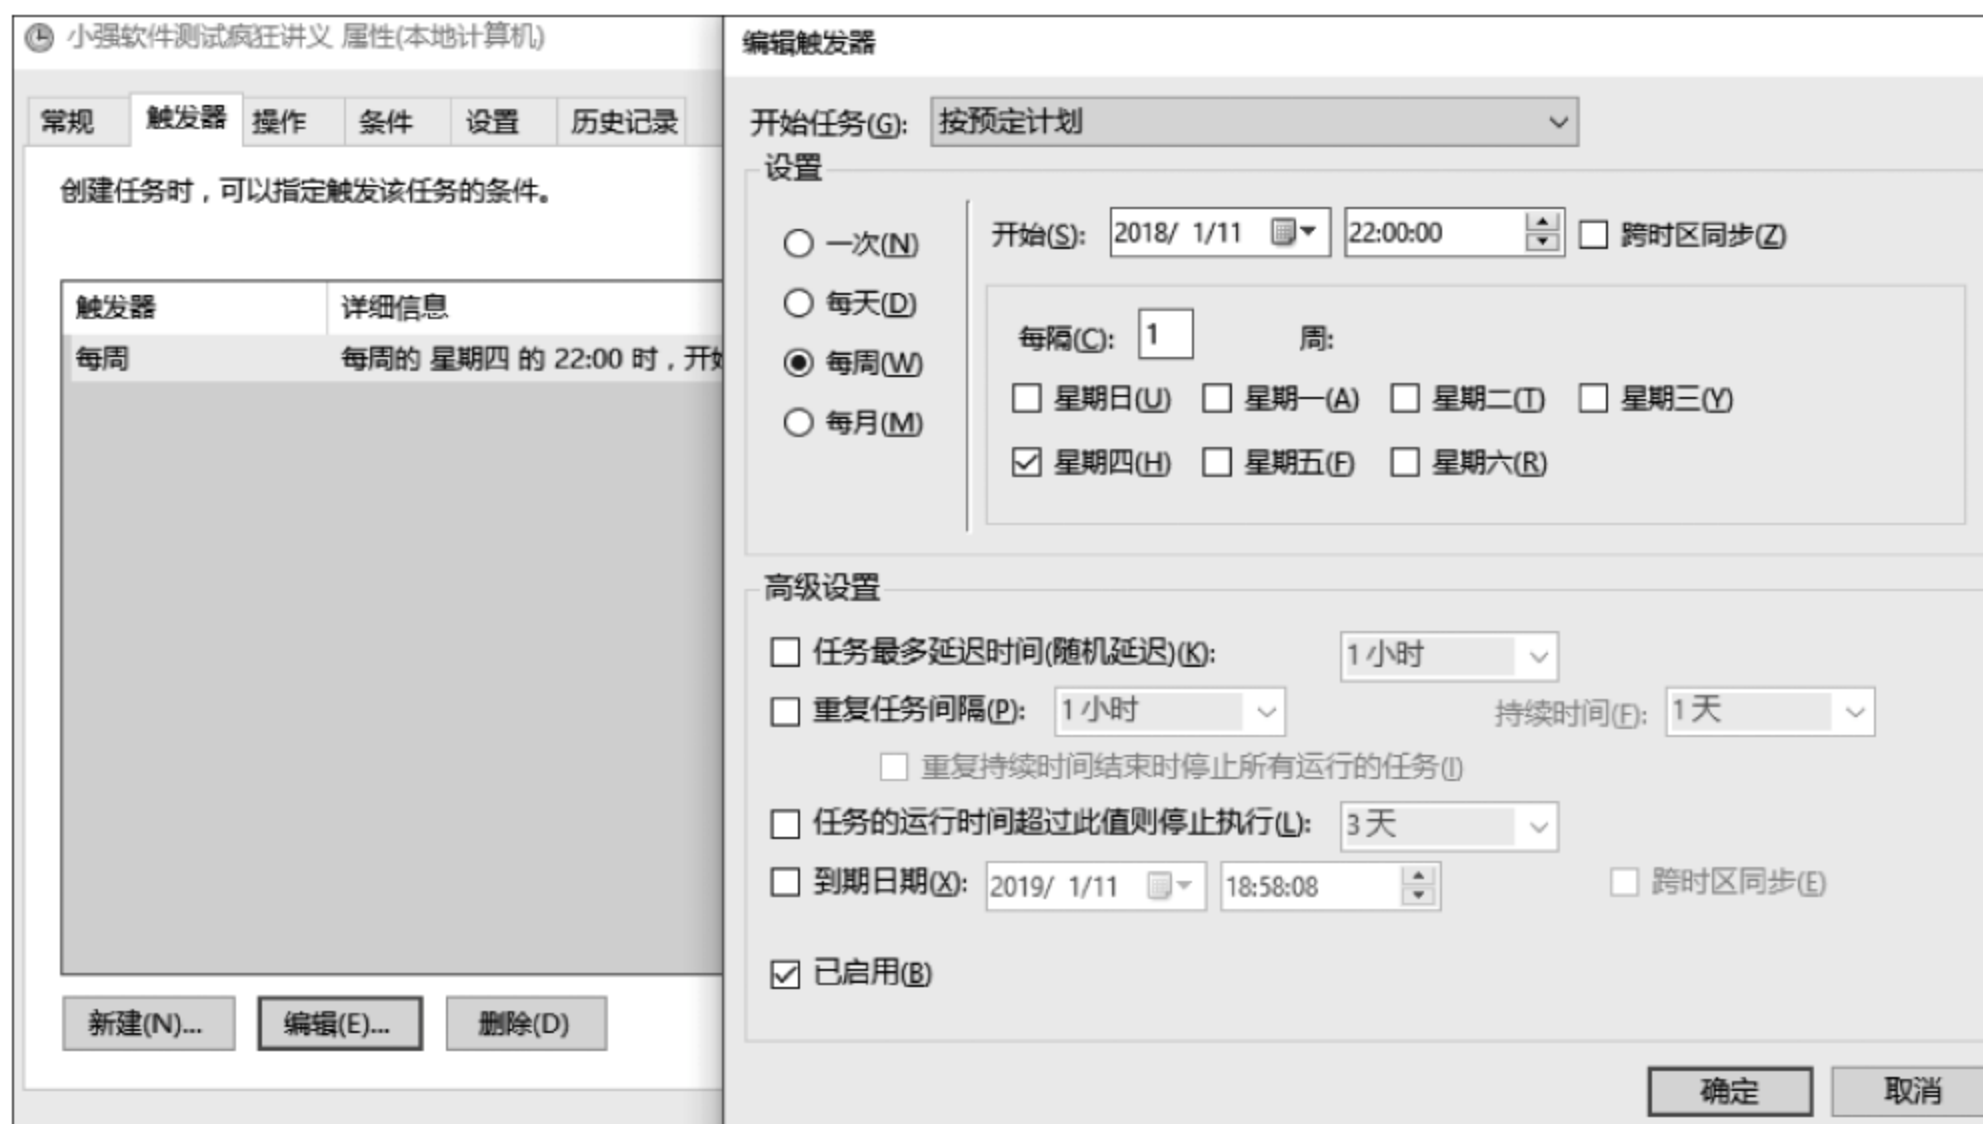 小强软件测试疯狂讲义 属性(本地计算机)
常规 触发器 操作 条件 设置 历史记录
创建任务时，可以指定触发该任务的条件。
触发器 详细信息
每周 每周的 星期四 的 22:00 时，开始
新建(N)... 编辑(E)... 删除(D)
编辑触发器
开始任务(G): 按预定计划
设置
一次(N)
每天(D)
每周(W)
每月(M)
开始(S): 2018/ 1/11 22:00:00 跨时区同步(Z)
每隔(C): 1 周:
星期日(U) 星期一(A) 星期二(T) 星期三(Y)
星期四(H) 星期五(F) 星期六(R)
高级设置
任务最多延迟时间(随机延迟)(K): 1 小时
重复任务间隔(P): 1 小时 持续时间(F): 1 天
重复持续时间结束时停止所有运行的任务(I)
任务的运行时间超过此值则停止执行(L): 3 天
到期日期(X): 2019/ 1/11 18:58:08 跨时区同步(E)
已启用(B)
确定 取消